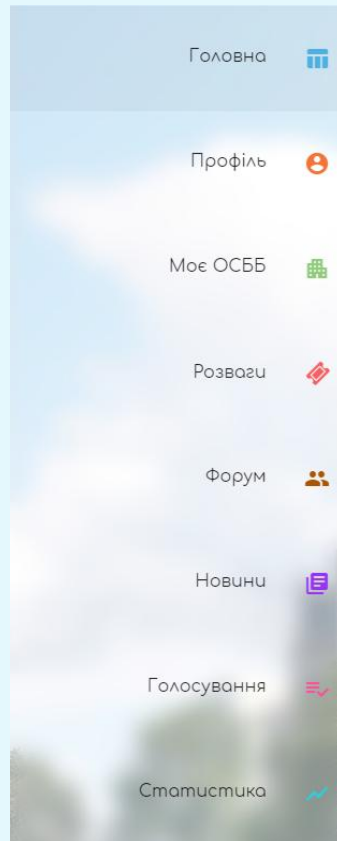 Головна
Профіль
Моє ОСББ
Розваги
Форум
Новини
Голосування
Статистика